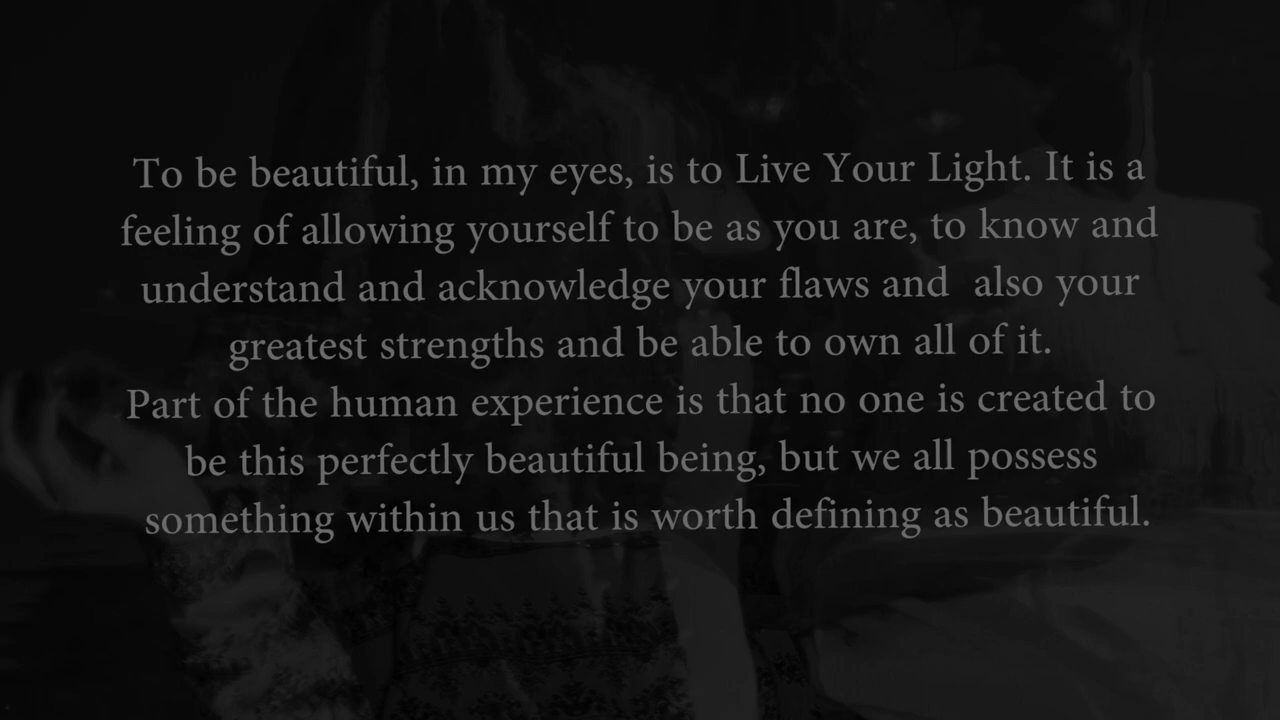 To be beautiful, in my eyes, is to Live Your Light. It is a
feeling of allowing yourself to be as you are, to know and
understand and acknowledge your flaws and  also your
greatest strengths and be able to own all of it.
Part of the human experience is that no one is created to
be this perfectly beautiful being, but we all possess
something within us that is worth defining as beautiful.